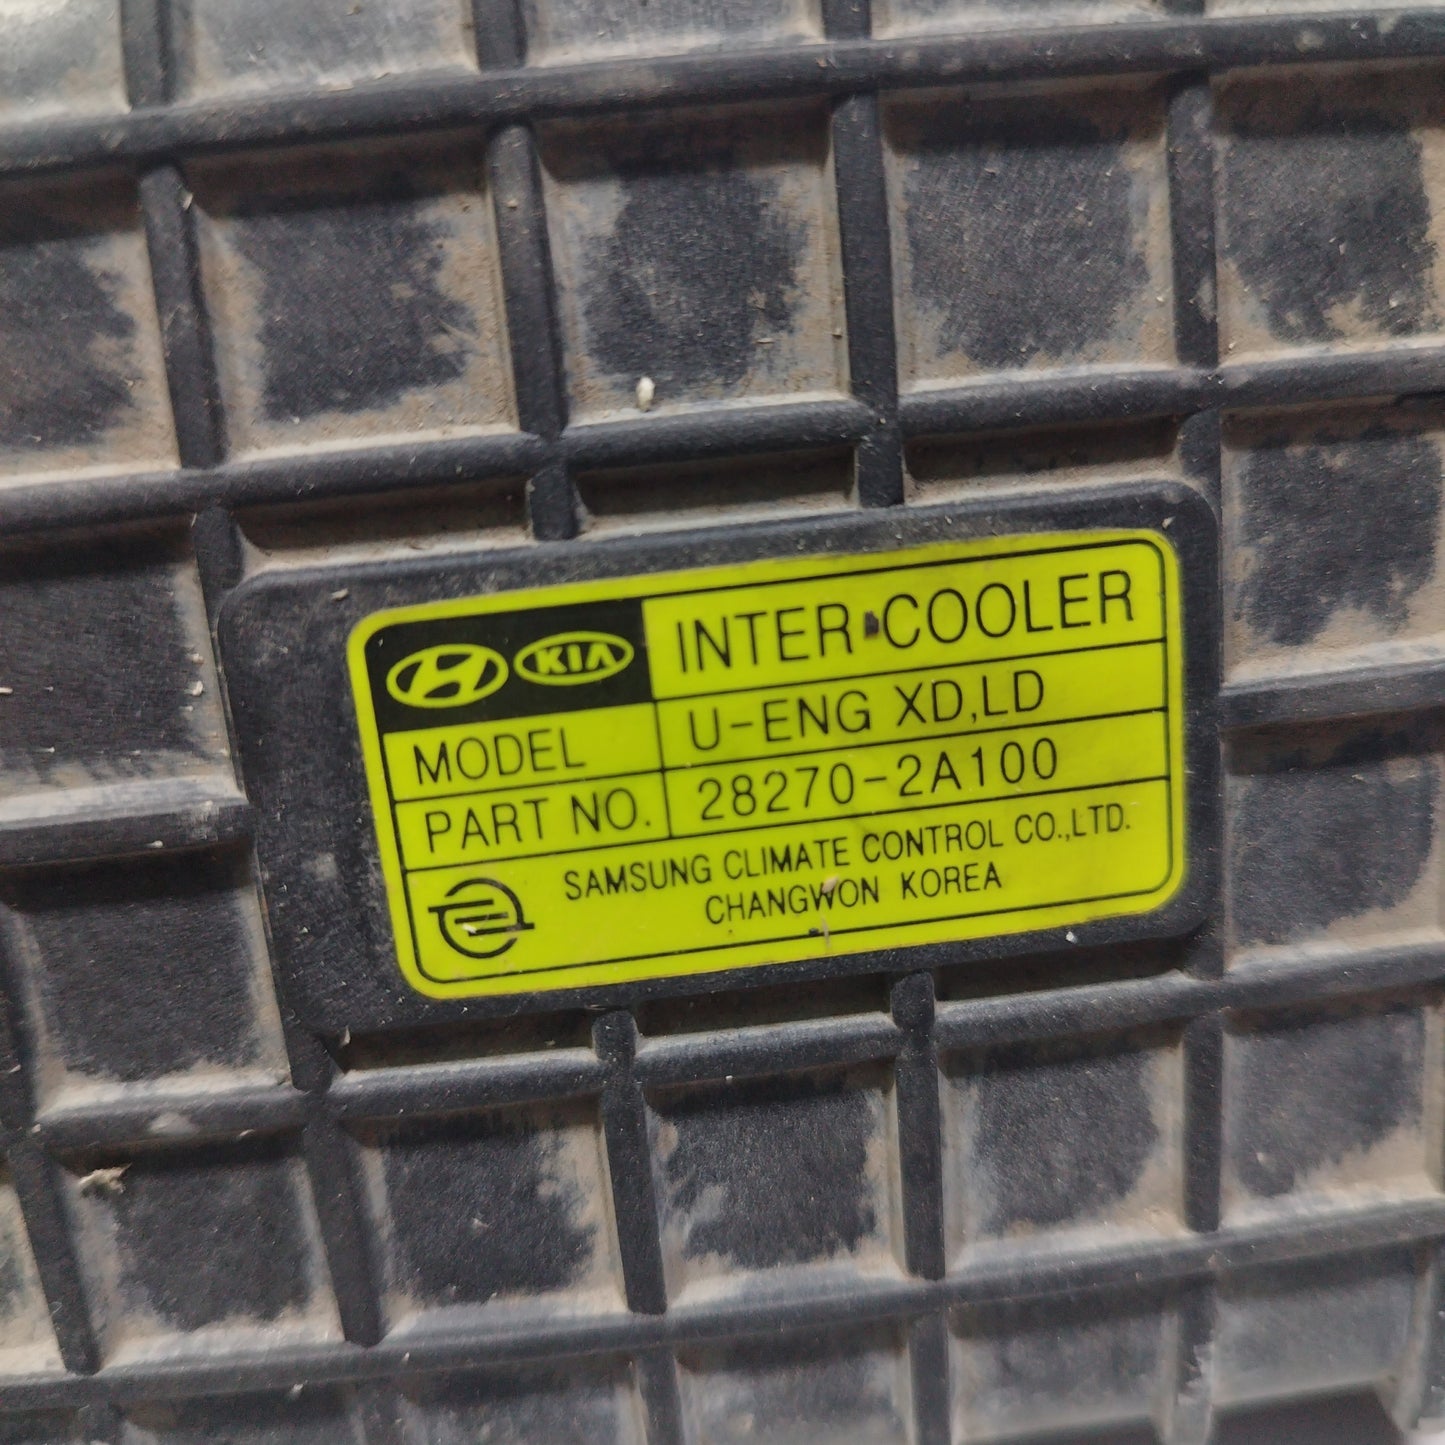 KIA INTER-COOLER
MODEL U-ENG XD,LD
PART NO. 28270-2A100
SAMSUNG CLIMATE CONTROL CO.,LTD.
CHANGWON KOREA